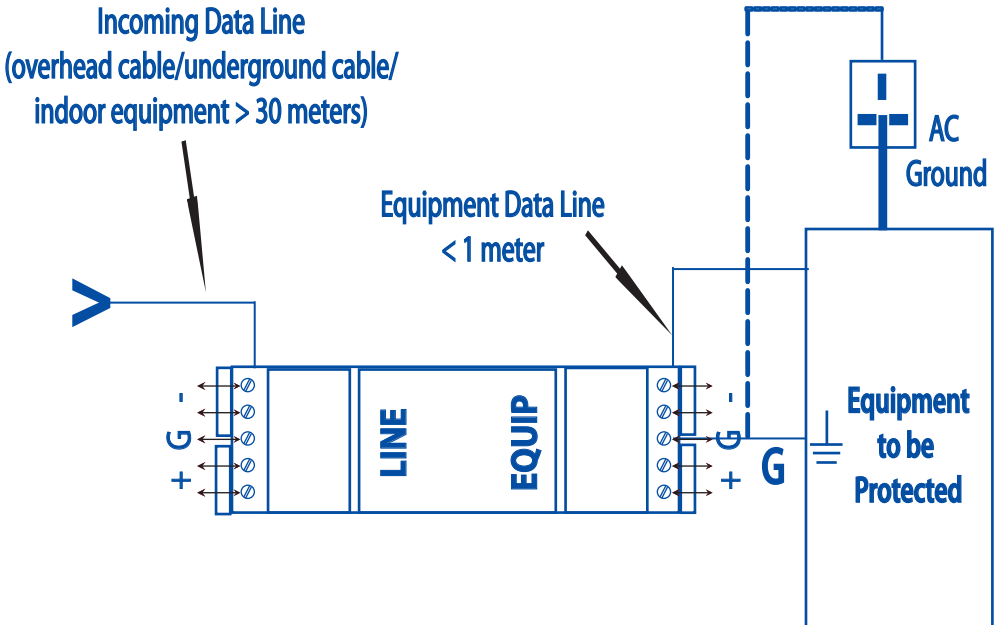 Incoming Data Line
(overhead cable/underground cable/
indoor equipment > 30 meters)
AC
Ground
Equipment Data Line
< 1 meter
- G +
LINE
EQUIP
- G +
G
Equipment
to be
Protected